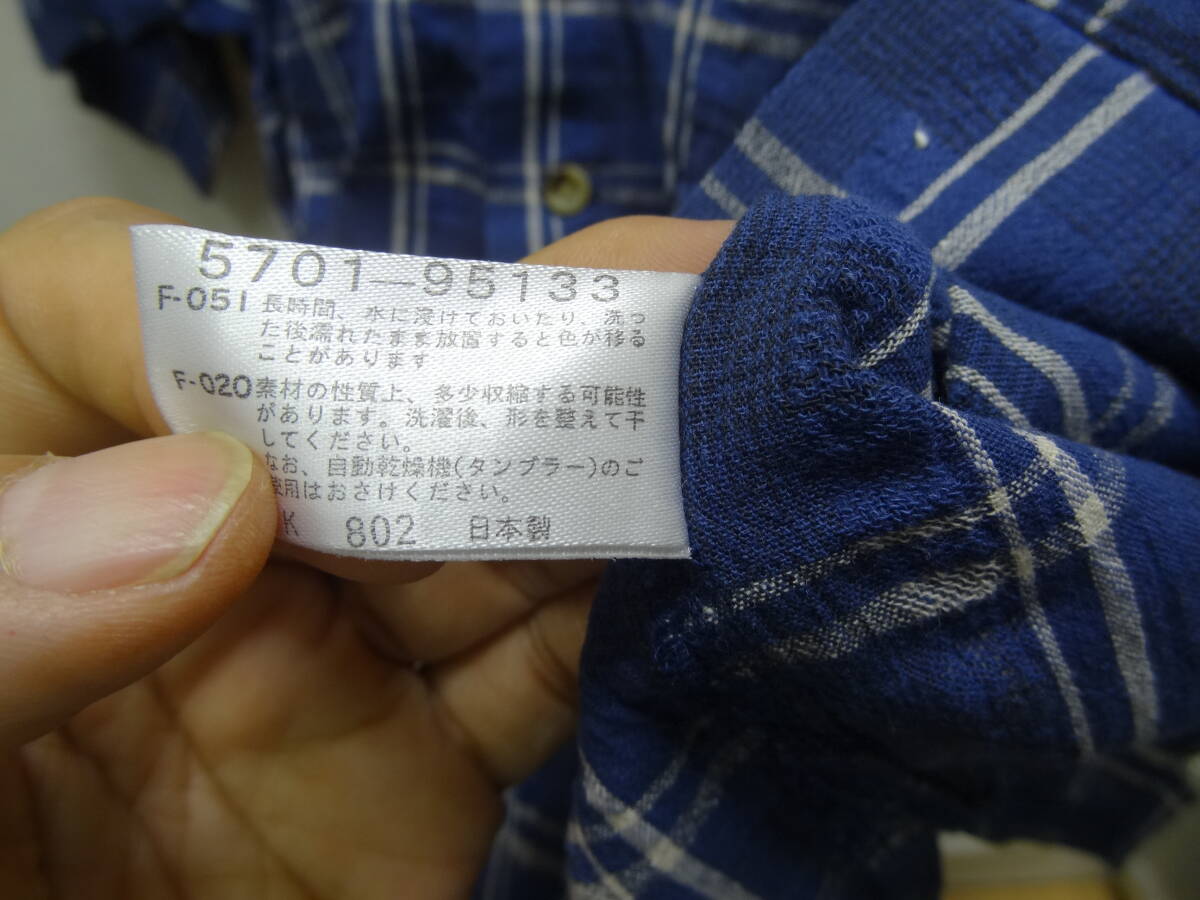 5701-95133
F-051 長時間、水に浸けておいたり、洗っ
た後濡れたまま放置すると色が移る
ことがあります
F-020 素材の性質上、多少収縮する可能性
があります。洗濯後、形を整えて干
してください。
なお、自動乾燥機(タンブラー)のご
使用はおさけください。
K 802 日本製